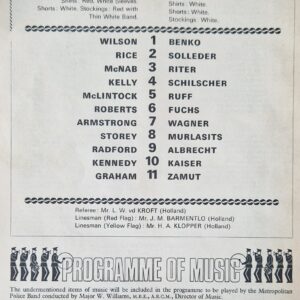 Shirts: Red, White Sleeves.
Shorts: White. Stockings: Red with
Thin White Band.
Shirts: White.
Shorts: White.
Stockings: White.
WILSON 1 BENKO
RICE 2 SOLLEDER
McNAB 3 RITER
KELLY 4 SCHILSCHER
McLINTOCK 5 RUFF
ROBERTS 6 FUCHS
ARMSTRONG 7 WAGNER
STOREY 8 MURLASITS
RADFORD 9 ALBRECHT
KENNEDY 10 KAISER
GRAHAM 11 ZAMUT
Referee: Mr. L. W. vd KROFT (Holland)
Linesman (Red Flag): Mr. J. M. BARMENTLO (Holland)
Linesman (Yellow Flag): Mr. H. A. KLOPPER (Holland)
PROGRAMME OF MUSIC
The undermentioned items of music will be included in the programme to be played by the Metropolitan
Police Band conducted by Major W. Williams, M.B.E., A.R.C.M., Director of Music.